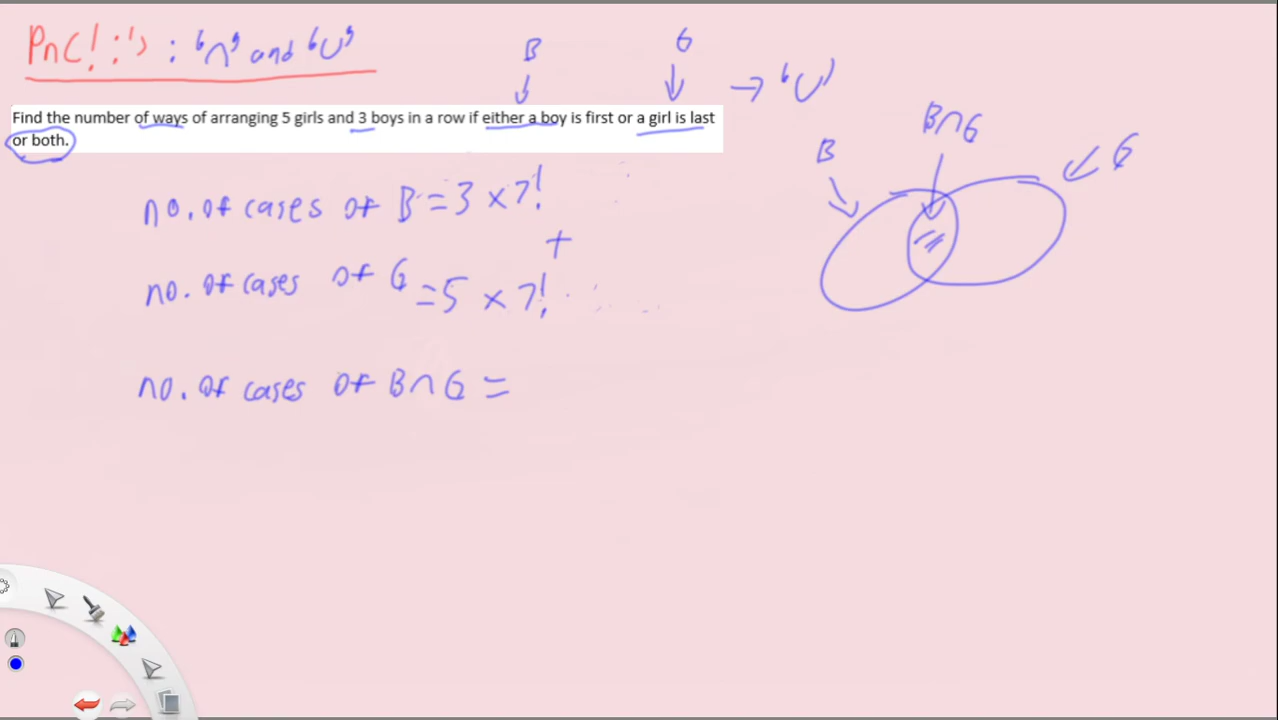 PnC! : 'n' and 'U'
B
G
→ 'U'
Find the number of ways of arranging 5 girls and 3 boys in a row if either a boy is first or a girl is last
or both.
B∩G
B
G
no. of cases of B = 3 × 7!
+
no. of cases of G = 5 × 7!
no. of cases of B∩G =